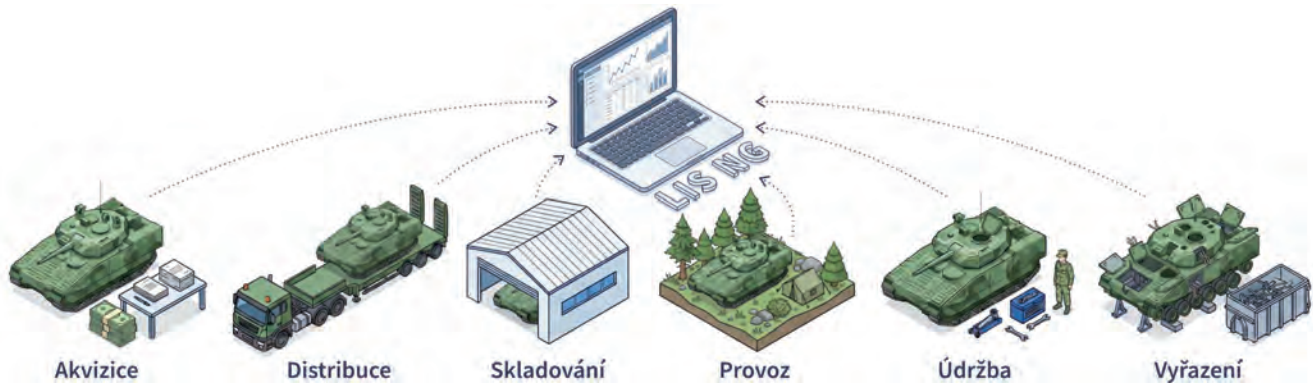 LIS NG
Akvizice
Distribuce
Skladování
Provoz
Údržba
Vyřazení